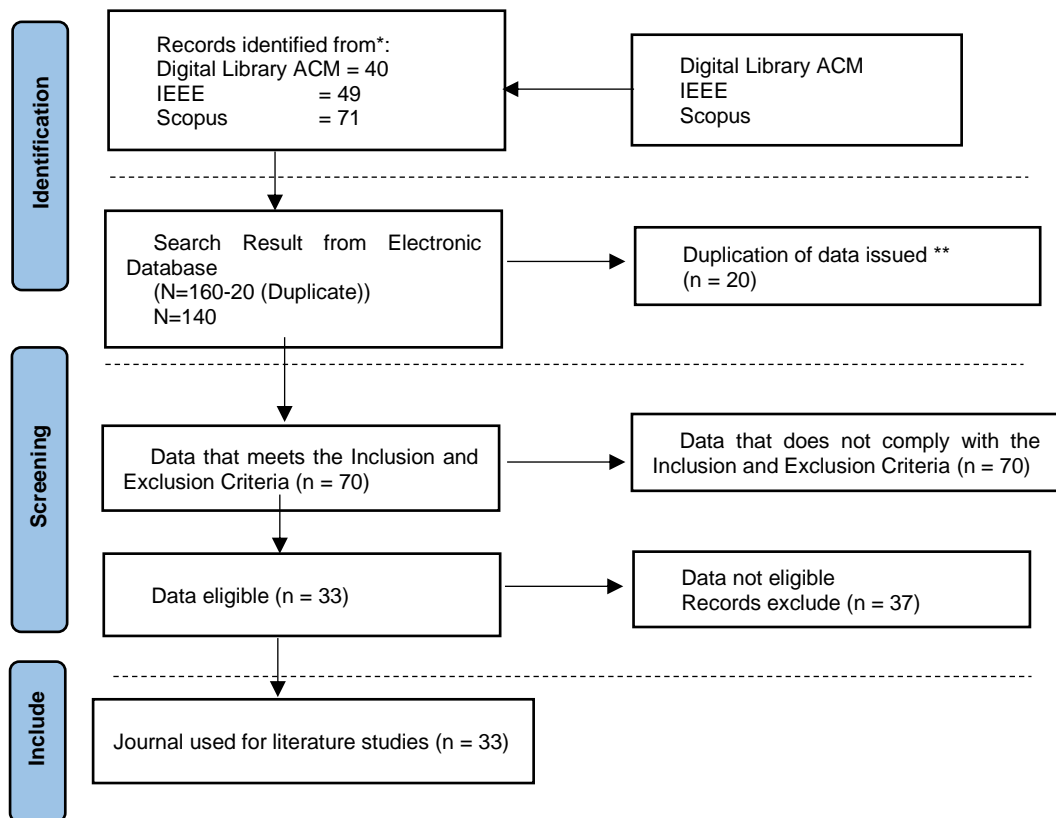 Identification
Records identified from*:
Digital Library ACM = 40
IEEE = 49
Scopus = 71
Digital Library ACM
IEEE
Scopus
Search Result from Electronic
Database
(N=160-20 (Duplicate))
N=140
Duplication of data issued **
(n = 20)
Screening
Data that meets the Inclusion and
Exclusion Criteria (n = 70)
Data that does not comply with the
Inclusion and Exclusion Criteria (n = 70)
Data eligible (n = 33)
Data not eligible
Records exclude (n = 37)
Include
Journal used for literature studies (n = 33)